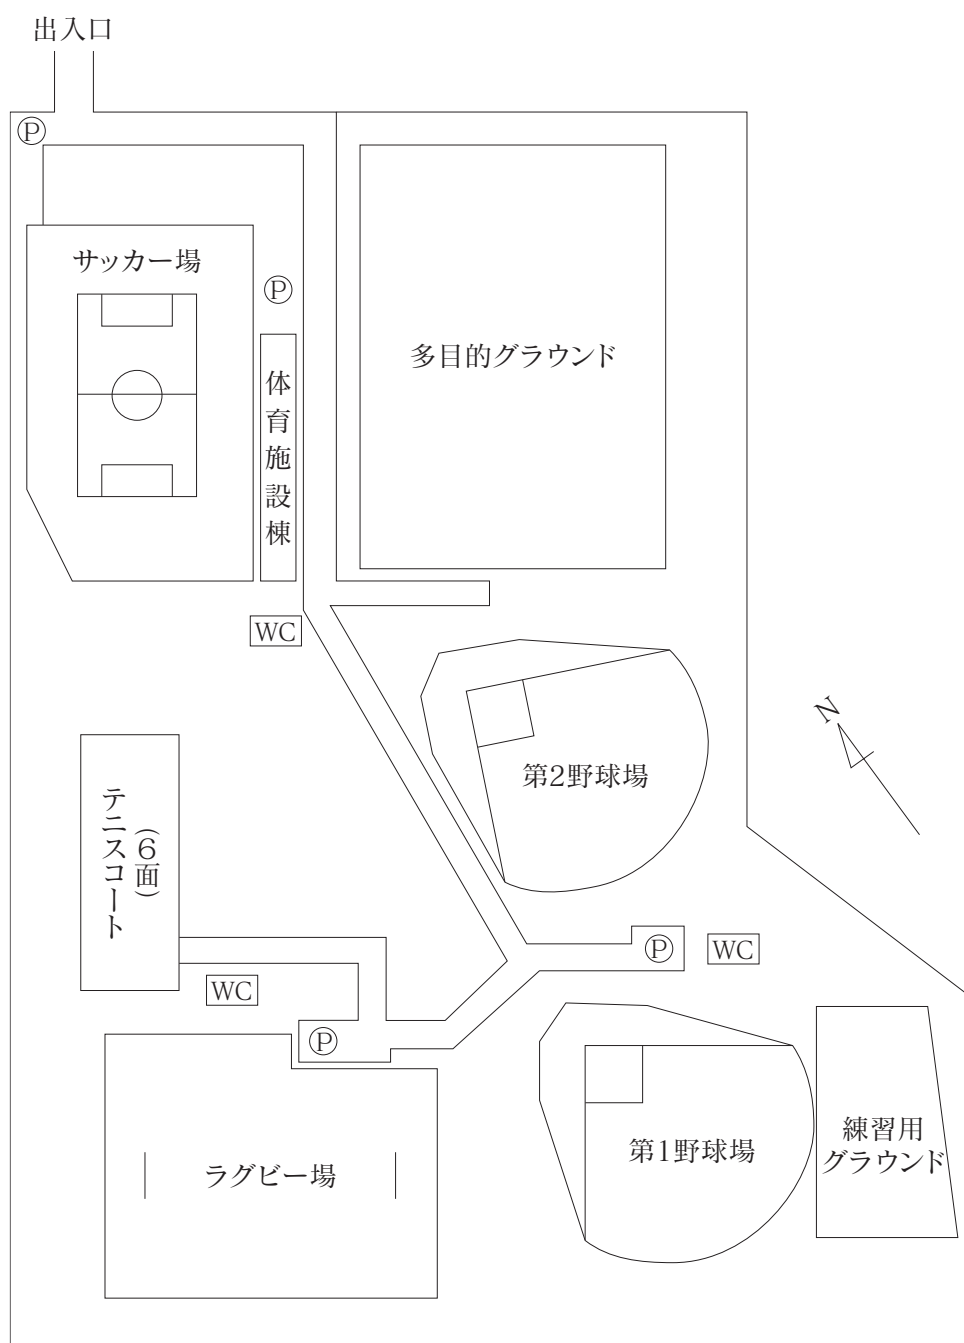 出入口
Ⓟ
サッカー場
Ⓟ
体育施設棟
多目的グラウンド
WC
N
第2野球場
テニスコート
（6面）
Ⓟ
WC
WC
Ⓟ
ラグビー場
第1野球場
練習用
グラウンド